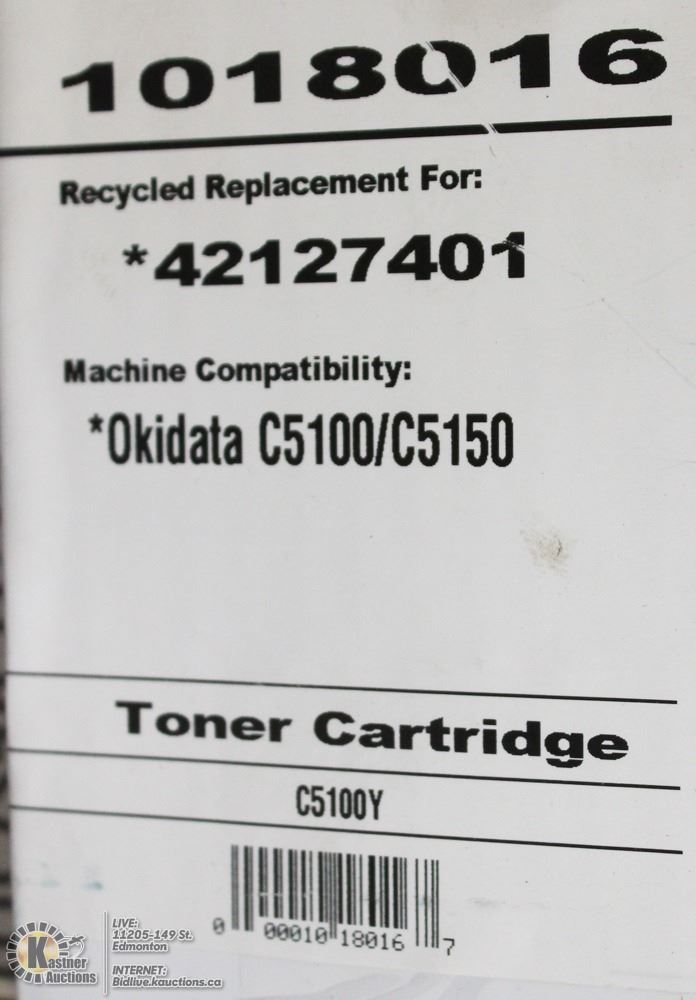 1018016
Recycled Replacement For:
*42127401
Machine Compatibility:
*Okidata C5100/C5150
Toner Cartridge
C5100Y
0 00010 18016 7
Kastner
Auctions
LIVE:
11205-149 St.
Edmonton
INTERNET:
Bidlive.kauctions.ca